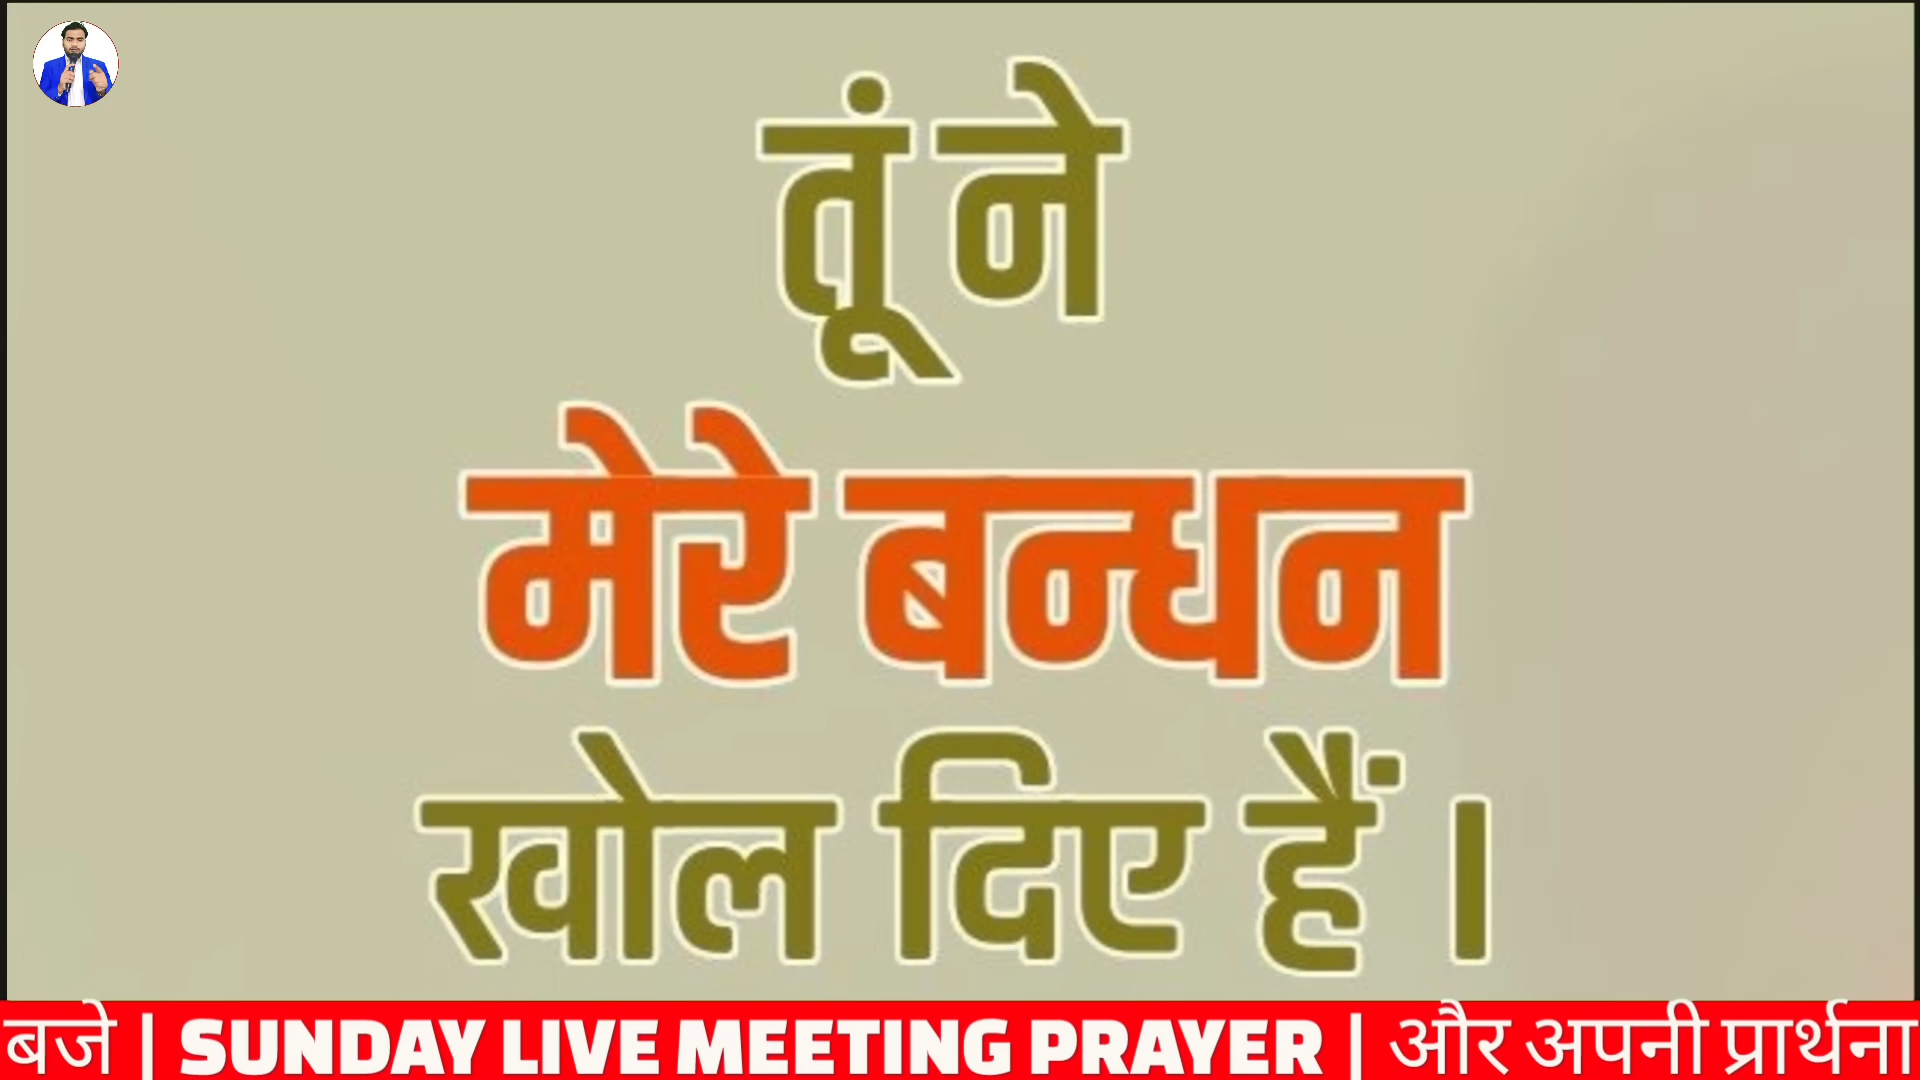 तूं ने
मेरे बन्धन
खोल दिए हैं ।
बजे | SUNDAY LIVE MEETING PRAYER | और अपनी प्रार्थना